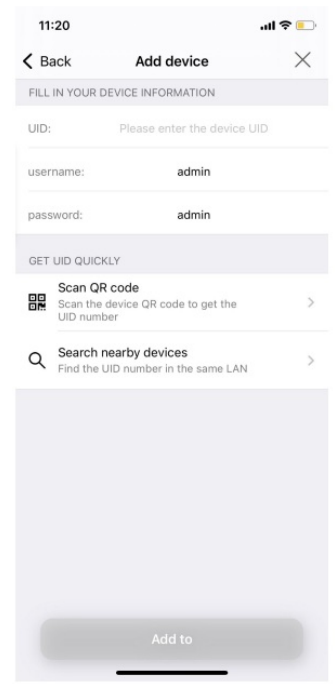 11:20
Back
Add device
FILL IN YOUR DEVICE INFORMATION
UID: Please enter the device UID
username: admin
password: admin
GET UID QUICKLY
Scan QR code
Scan the device QR code to get the
UID number
Search nearby devices
Find the UID number in the same LAN
Add to